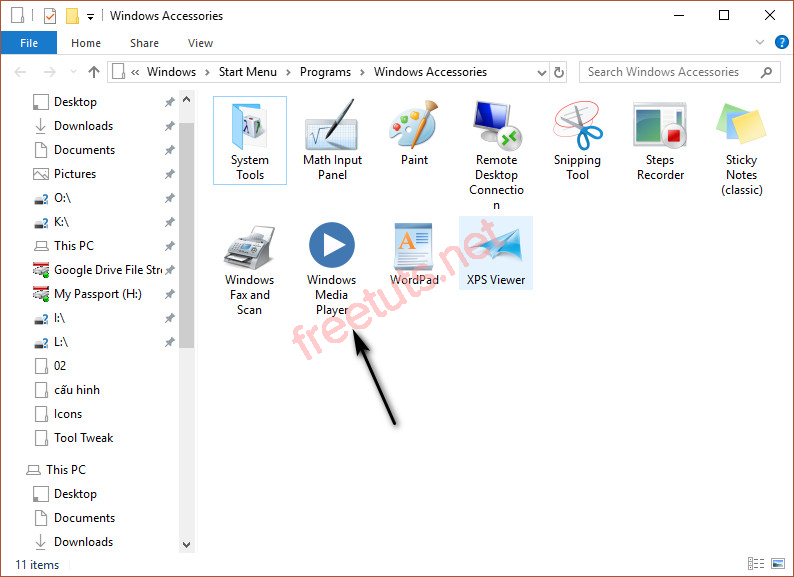 Windows Accessories
File Home Share View
« Windows › Start Menu › Programs › Windows Accessories
Search Windows Accessories
Desktop
Downloads
Documents
Pictures
O:\
K:\
This PC
Google Drive File Stre
My Passport (H:)
I:\
L:\
02
cấu hinh
Icons
Tool Tweak
This PC
Desktop
Documents
Downloads
System
Tools
Math Input
Panel
Paint
Remote
Desktop
Connectio
n
Snipping
Tool
Steps
Recorder
Sticky
Notes
(classic)
Windows
Fax and
Scan
Windows
Media
Player
WordPad
XPS Viewer
freetuts.net
11 items